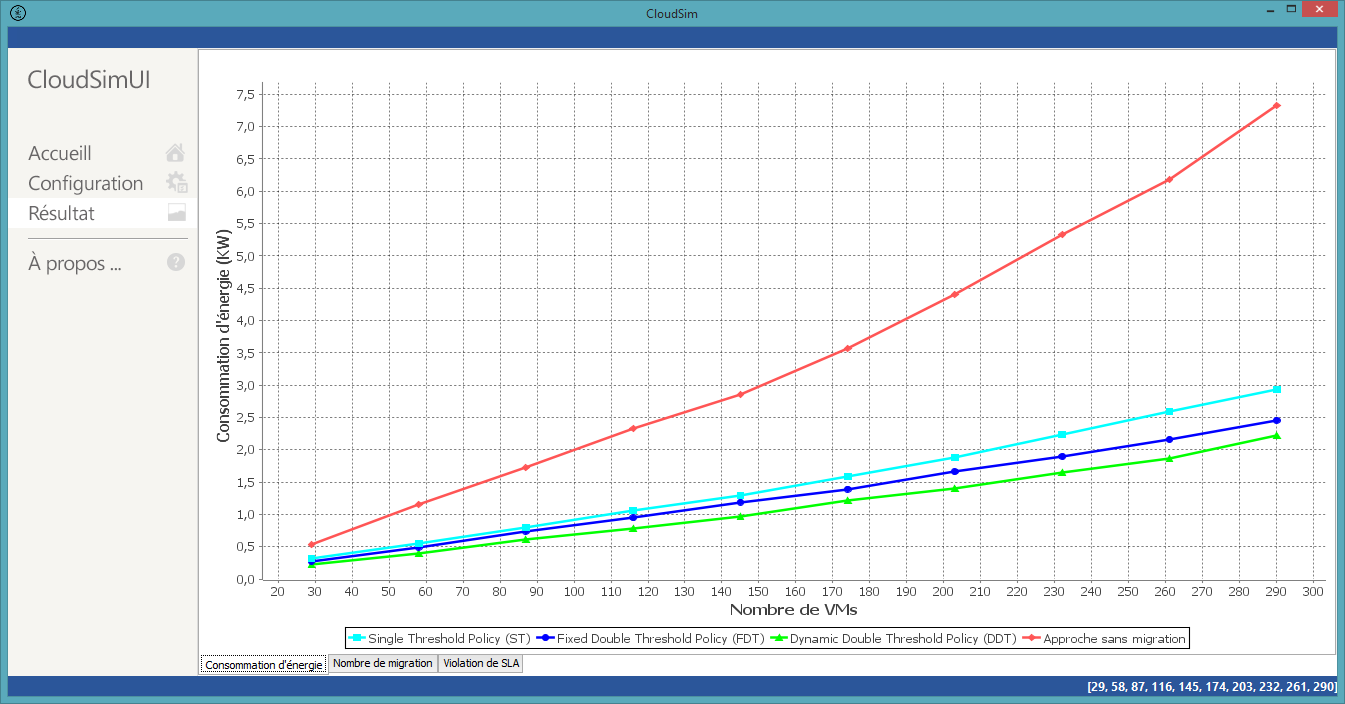 CloudSim
CloudSimUI
Accueill
Configuration
Résultat
À propos ...
Consommation d'énergie (KW)
7,5
7,0
6,5
6,0
5,5
5,0
4,5
4,0
3,5
3,0
2,5
2,0
1,5
1,0
0,5
0,0
20 30 40 50 60 70 80 90 100 110 120 130 140 150 160 170 180 190 200 210 220 230 240 250 260 270 280 290 300
Nombre de VMs
Single Threshold Policy (ST) Fixed Double Threshold Policy (FDT) Dynamic Double Threshold Policy (DDT) Approche sans migration
Consommation d'énergie Nombre de migration Violation de SLA
[29, 58, 87, 116, 145, 174, 203, 232, 261, 290]